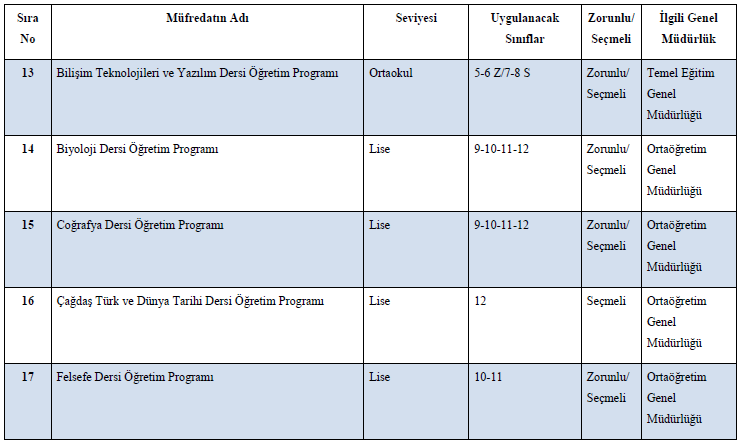 Sıra No Müfredatın Adı Seviyesi Uygulanacak Sınıflar Zorunlu/ Seçmeli İlgili Genel Müdürlük
13 Bilişim Teknolojileri ve Yazılım Dersi Öğretim Programı Ortaokul 5-6 Z/7-8 S Zorunlu/ Seçmeli Temel Eğitim Genel Müdürlüğü
14 Biyoloji Dersi Öğretim Programı Lise 9-10-11-12 Zorunlu/ Seçmeli Ortaöğretim Genel Müdürlüğü
15 Coğrafya Dersi Öğretim Programı Lise 9-10-11-12 Zorunlu/ Seçmeli Ortaöğretim Genel Müdürlüğü
16 Çağdaş Türk ve Dünya Tarihi Dersi Öğretim Programı Lise 12 Seçmeli Ortaöğretim Genel Müdürlüğü
17 Felsefe Dersi Öğretim Programı Lise 10-11 Zorunlu/ Seçmeli Ortaöğretim Genel Müdürlüğü